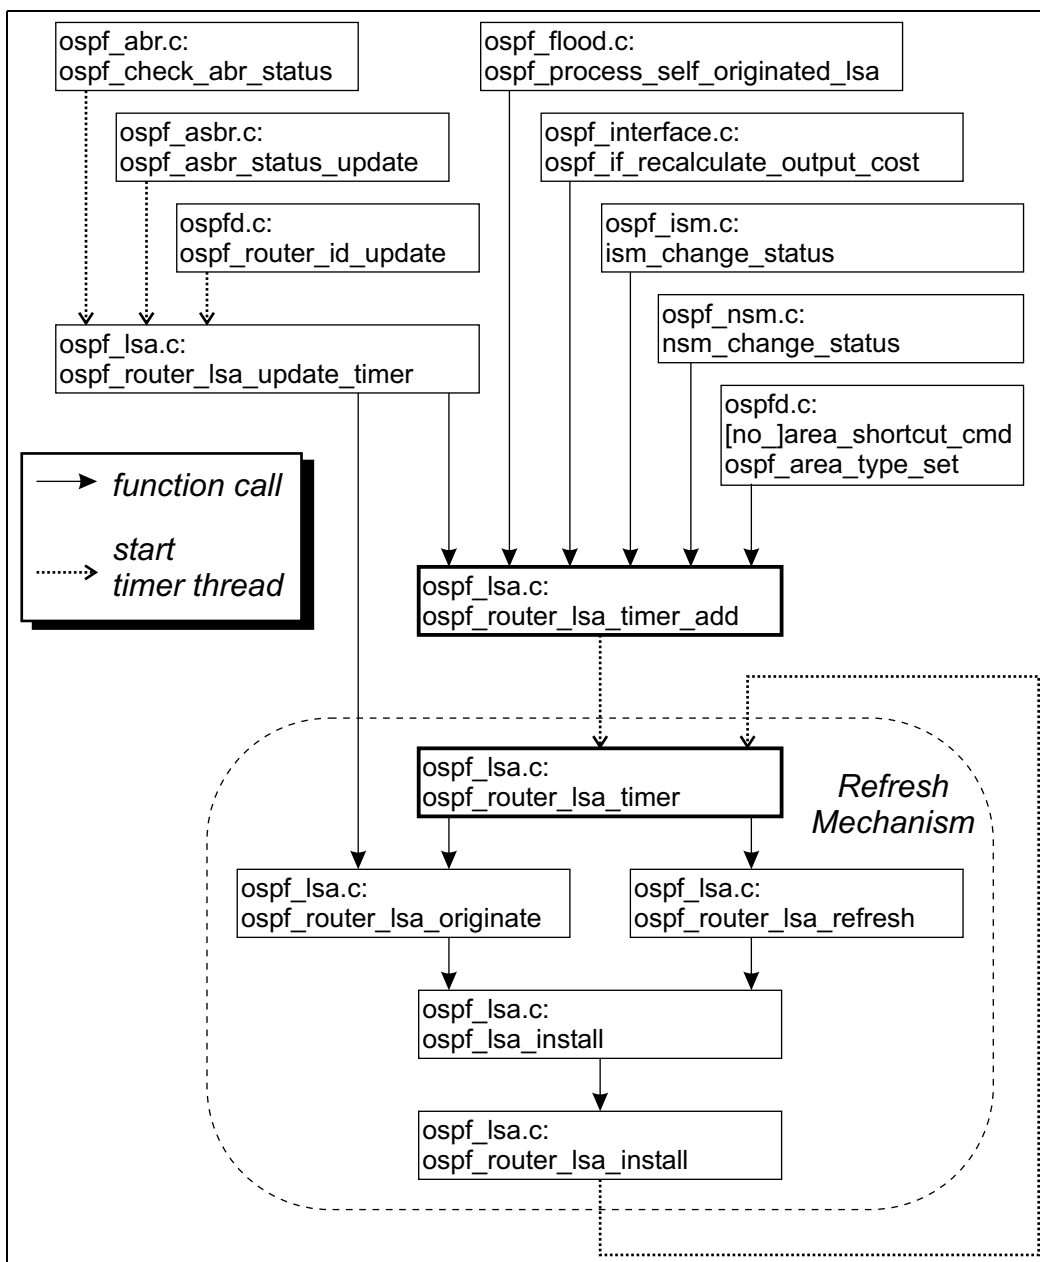 ospf_abr.c:
ospf_check_abr_status
ospf_flood.c:
ospf_process_self_originated_lsa
ospf_asbr.c:
ospf_asbr_status_update
ospf_interface.c:
ospf_if_recalculate_output_cost
ospfd.c:
ospf_router_id_update
ospf_ism.c:
ism_change_status
ospf_nsm.c:
nsm_change_status
ospf_lsa.c:
ospf_router_lsa_update_timer
ospfd.c:
[no_]area_shortcut_cmd
ospf_area_type_set
function call
start
timer thread
ospf_lsa.c:
ospf_router_lsa_timer_add
ospf_lsa.c:
ospf_router_lsa_timer
Refresh
Mechanism
ospf_lsa.c:
ospf_router_lsa_originate
ospf_lsa.c:
ospf_router_lsa_refresh
ospf_lsa.c:
ospf_lsa_install
ospf_lsa.c:
ospf_router_lsa_install